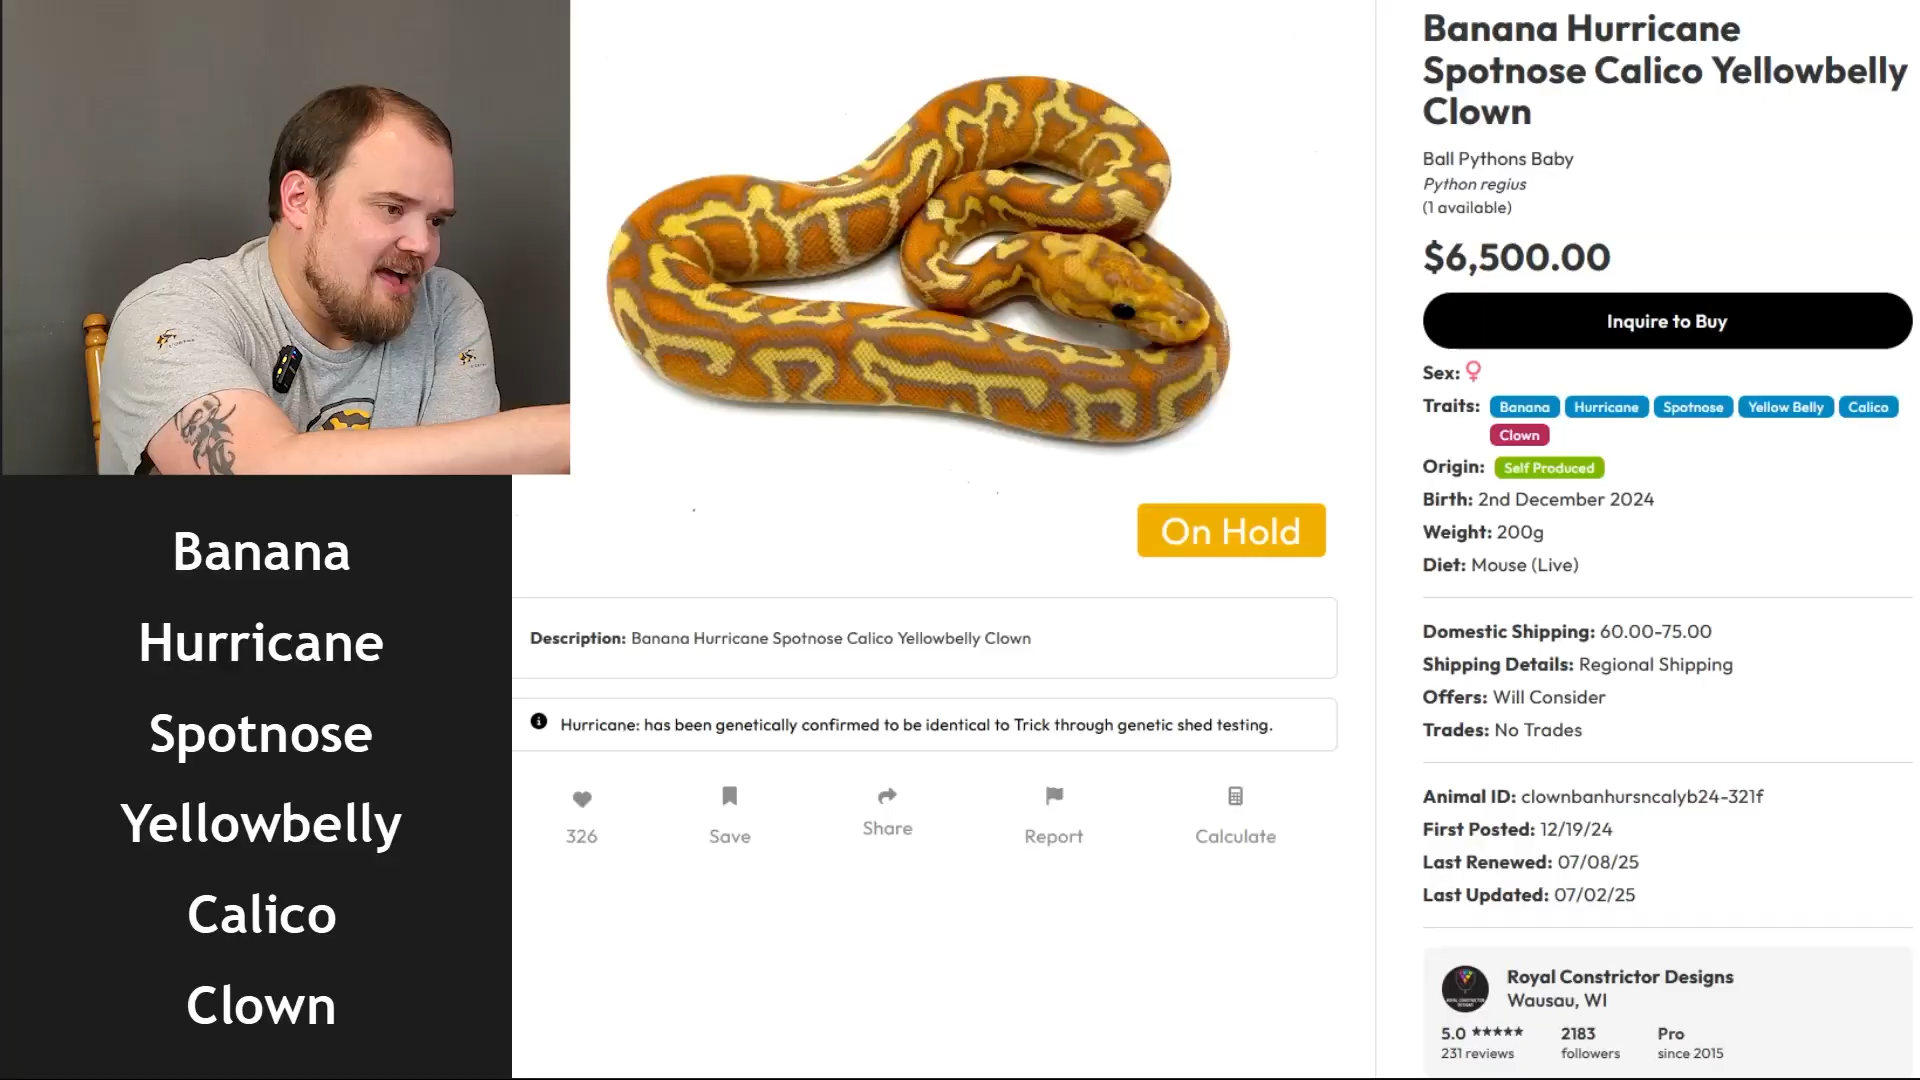 Banana
Hurricane
Spotnose
Yellowbelly
Calico
Clown
On Hold
Description: Banana Hurricane Spotnose Calico Yellowbelly Clown
Hurricane: has been genetically confirmed to be identical to Trick through genetic shed testing.
326
Save
Share
Report
Calculate
Banana Hurricane
Spotnose Calico Yellowbelly
Clown
Ball Pythons Baby
Python regius
(1 available)
$6,500.00
Inquire to Buy
Sex: ♀
Traits: Banana Hurricane Spotnose Yellow Belly Calico
Clown
Origin: Self Produced
Birth: 2nd December 2024
Weight: 200g
Diet: Mouse (Live)
Domestic Shipping: 60.00-75.00
Shipping Details: Regional Shipping
Offers: Will Consider
Trades: No Trades
Animal ID: clownbanhursncalyb24-321f
First Posted: 12/19/24
Last Renewed: 07/08/25
Last Updated: 07/02/25
Royal Constrictor Designs
Wausau, WI
5.0 ★★★★★ 2183 Pro
231 reviews followers since 2015